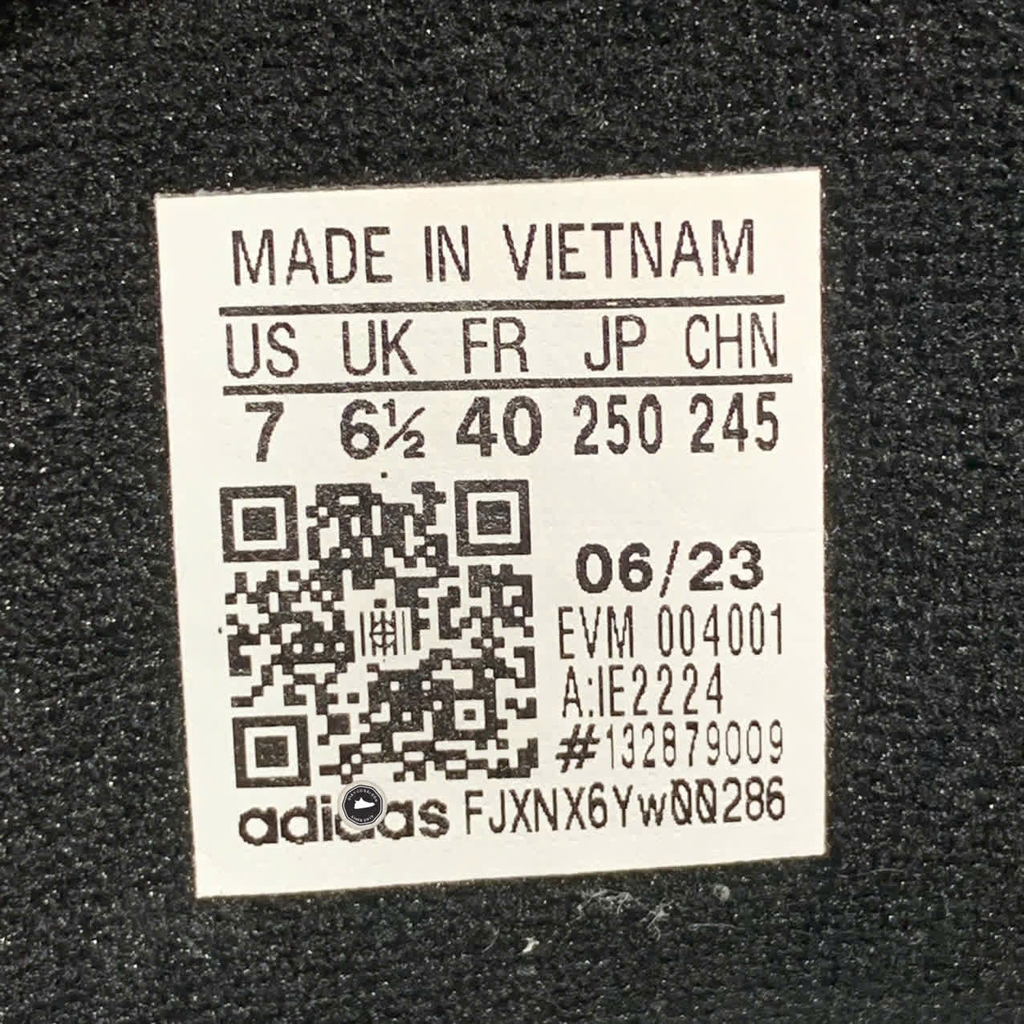 MADE IN VIETNAM
US UK FR JP CHN
7 6½ 40 250 245
06/23
EVM 004001
A:IE2224
#132879009
adidas FJXNX6Yw00286